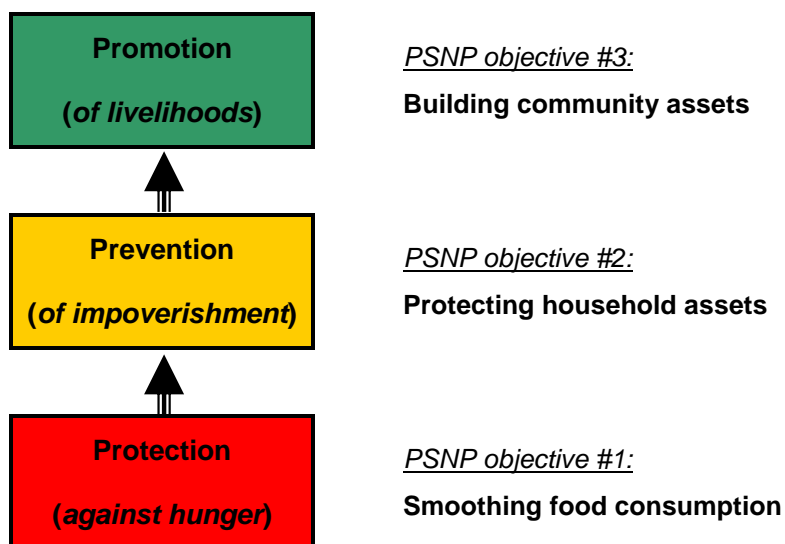 Promotion
(of livelihoods)
PSNP objective #3:
Building community assets
Prevention
(of impoverishment)
PSNP objective #2:
Protecting household assets
Protection
(against hunger)
PSNP objective #1:
Smoothing food consumption